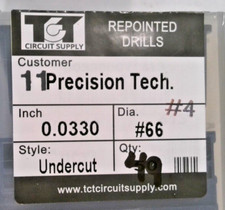 TCT
CIRCUIT SUPPLY
REPOINTED
DRILLS
Customer
11 Precision Tech.
Inch
0.0330
Dia.
#66
#4
Style:
Undercut
Qty:
49
www.tctcircuitsupply.com